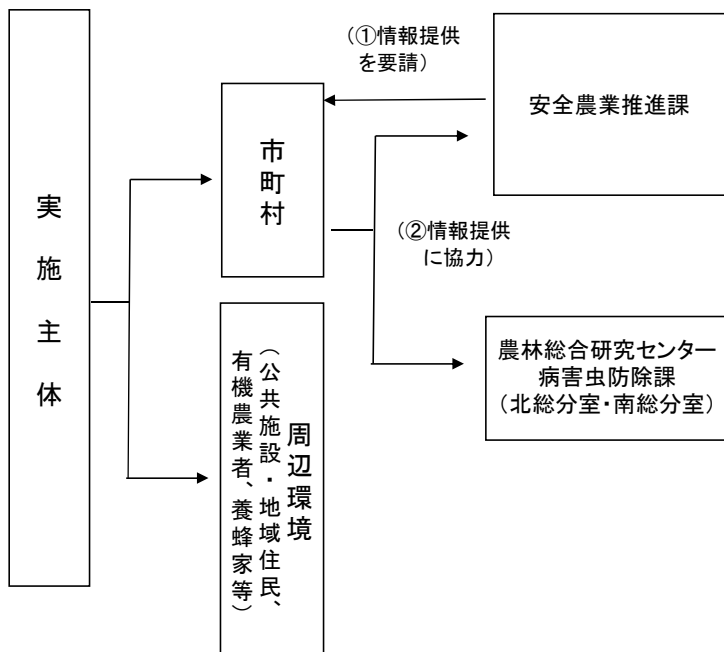 実施主体
市町村
（①情報提供
を要請）
安全農業推進課
（②情報提供
に協力）
農林総合研究センター
病害虫防除課
（北総分室・南総分室）
周辺環境
（公共施設・地域住民、
有機農業者、養蜂家等）